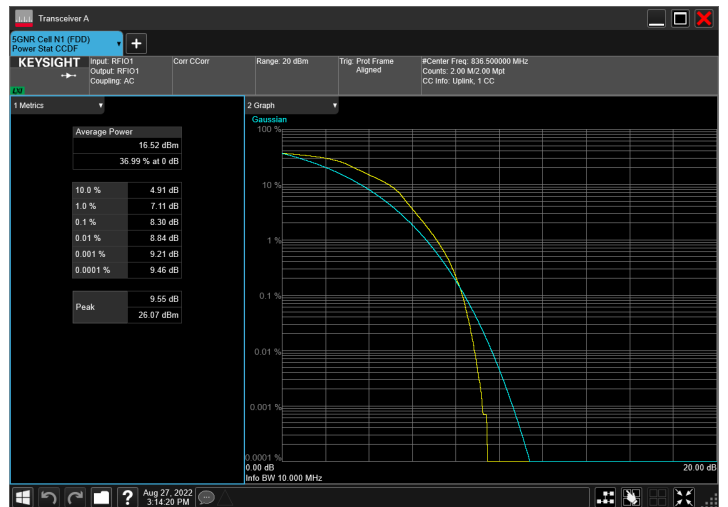 Transceiver A
5GNR Cell N1 (FDD)
Power Stat CCDF
KEYSIGHT
LXI
Input: RFIO1
Output: RFIO1
Coupling: AC
Corr CCorr
Range: 20 dBm
Trig: Prot Frame
Aligned
#Center Freq: 836.500000 MHz
Counts: 2.00 M/2.00 Mpt
CC Info: Uplink, 1 CC
1 Metrics
Average Power
16.52 dBm
36.99 % at 0 dB
10.0 % 4.91 dB
1.0 % 7.11 dB
0.1 % 8.30 dB
0.01 % 8.84 dB
0.001 % 9.21 dB
0.0001 % 9.46 dB
Peak
9.55 dB
26.07 dBm
2 Graph
Gaussian
100 %
10 %
1 %
0.1 %
0.01 %
0.001 %
0.0001 %
0.00 dB
20.00 dB
Info BW 10.000 MHz
?
Aug 27, 2022
3:14:20 PM